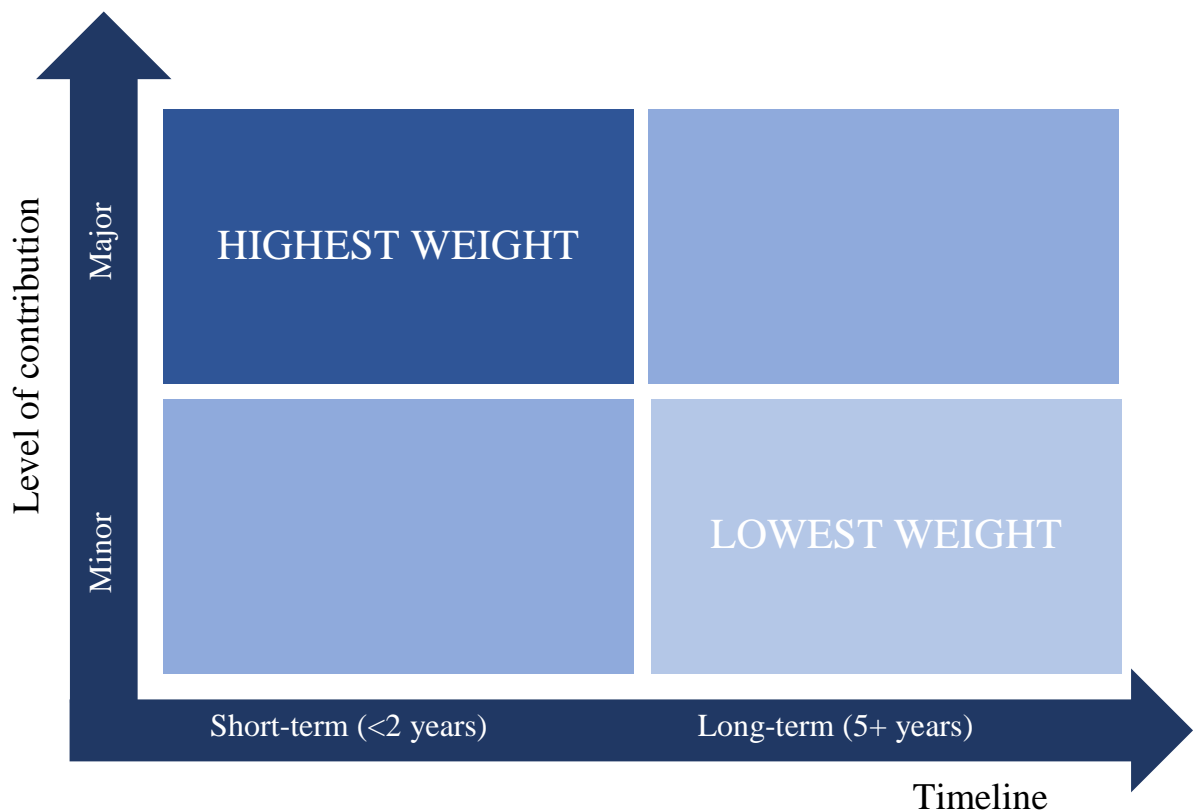 Level of contribution
Major
Minor
HIGHEST WEIGHT
LOWEST WEIGHT
Short-term (<2 years)
Long-term (5+ years)
Timeline